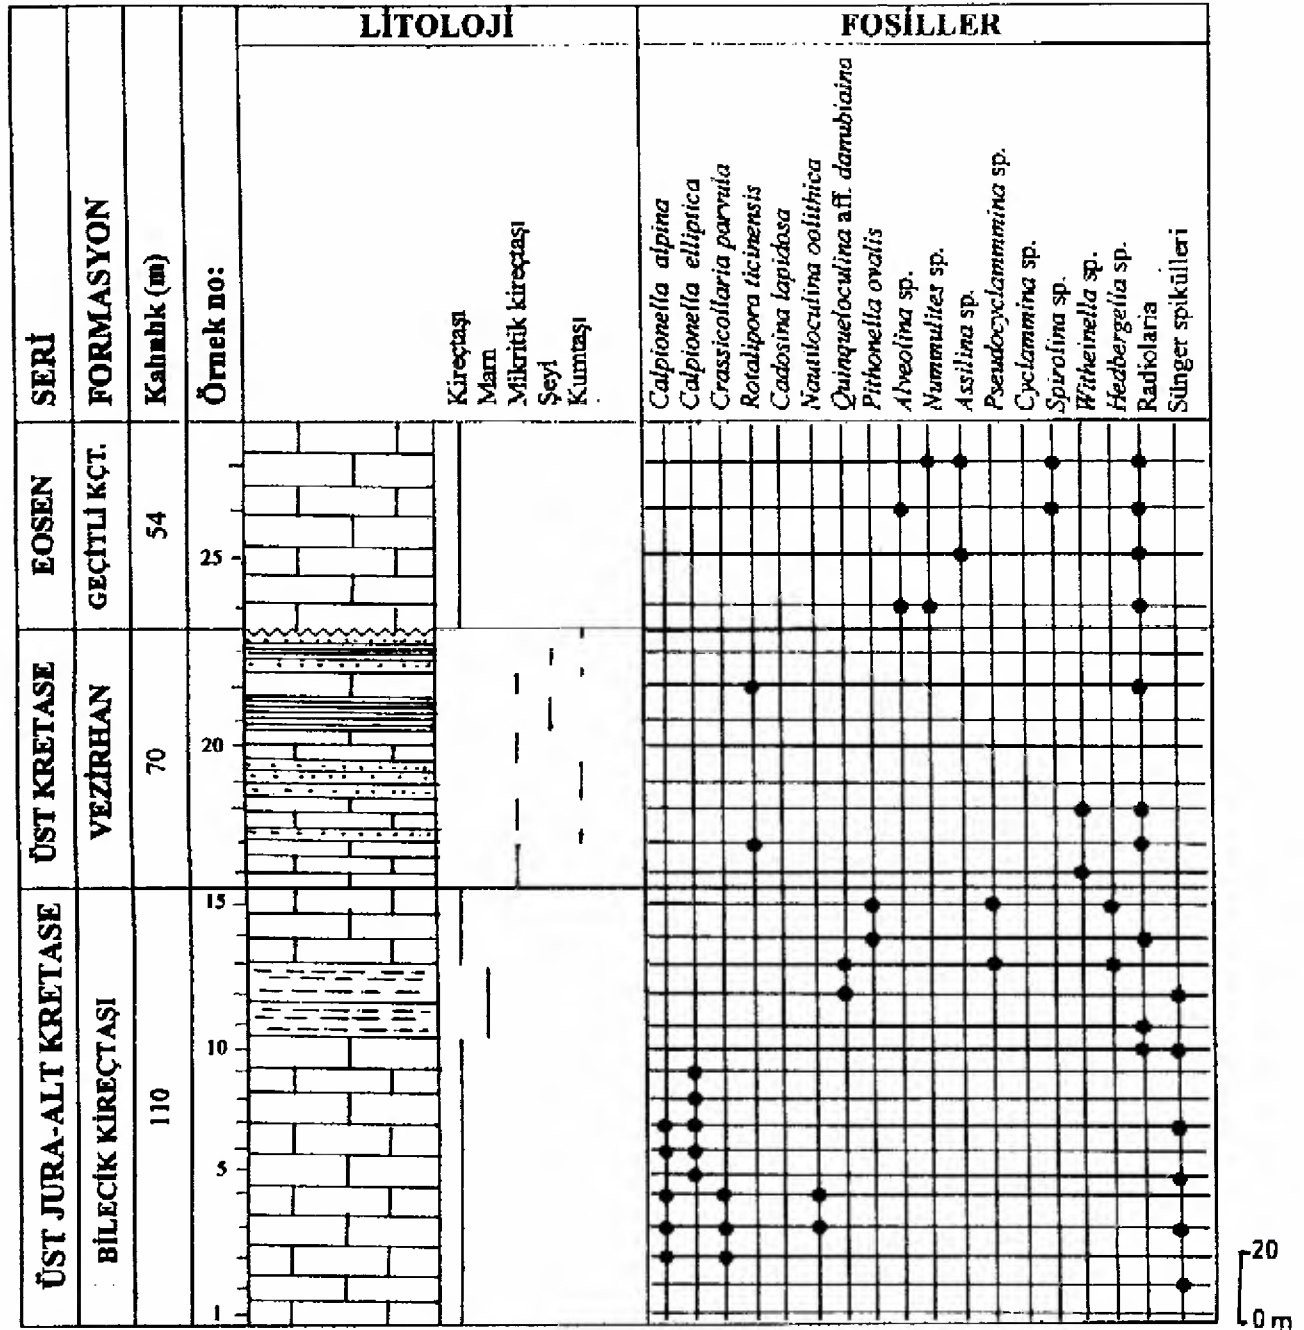 LİTOLOJİ
FOSİLLER
SERİ
FORMASYON
Kalınlık (m)
Örnek no:
Kireçtaşı
Marn
Mikritik kireçtaşı
Şeyl
Kumtaşı
Calpionella alpina
Calpionella elliptica
Crassicollaria parvula
Rotalipora ticinensis
Cadosina lapidosa
Nautloculina oolithica
Quinqueloculina aff. danubiaina
Pithonella ovalis
Alveolina sp.
Nummulites sp.
Assilina sp.
Pseudocyclammmina sp.
Cyclammina sp.
Spirolina sp.
Witheinella sp.
Hedbergella sp.
Radiolaria
Sünger spikülleri
EOSEN
GEÇİTLİ KÇT.
54
25
ÜST KRETASE
VEZİRHAN
70
20
ÜST JURA-ALT KRETASE
BİLECİK KİREÇTAŞI
110
15
10
5
1
20
0 m